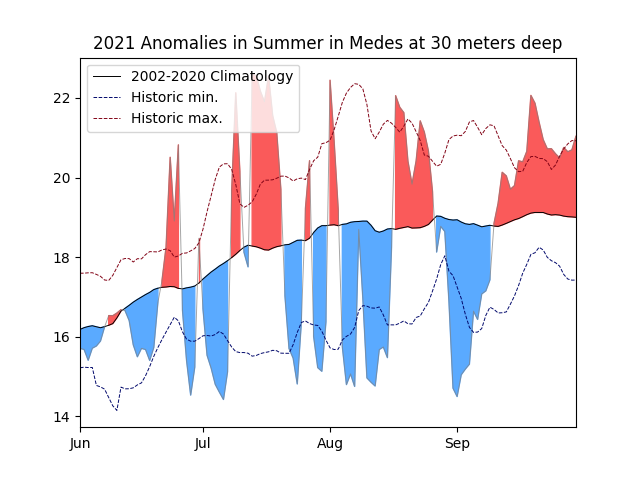 2021 Anomalies in Summer in Medes at 30 meters deep
2002-2020 Climatology
Historic min.
Historic max.
22
20
18
16
14
Jun Jul Aug Sep